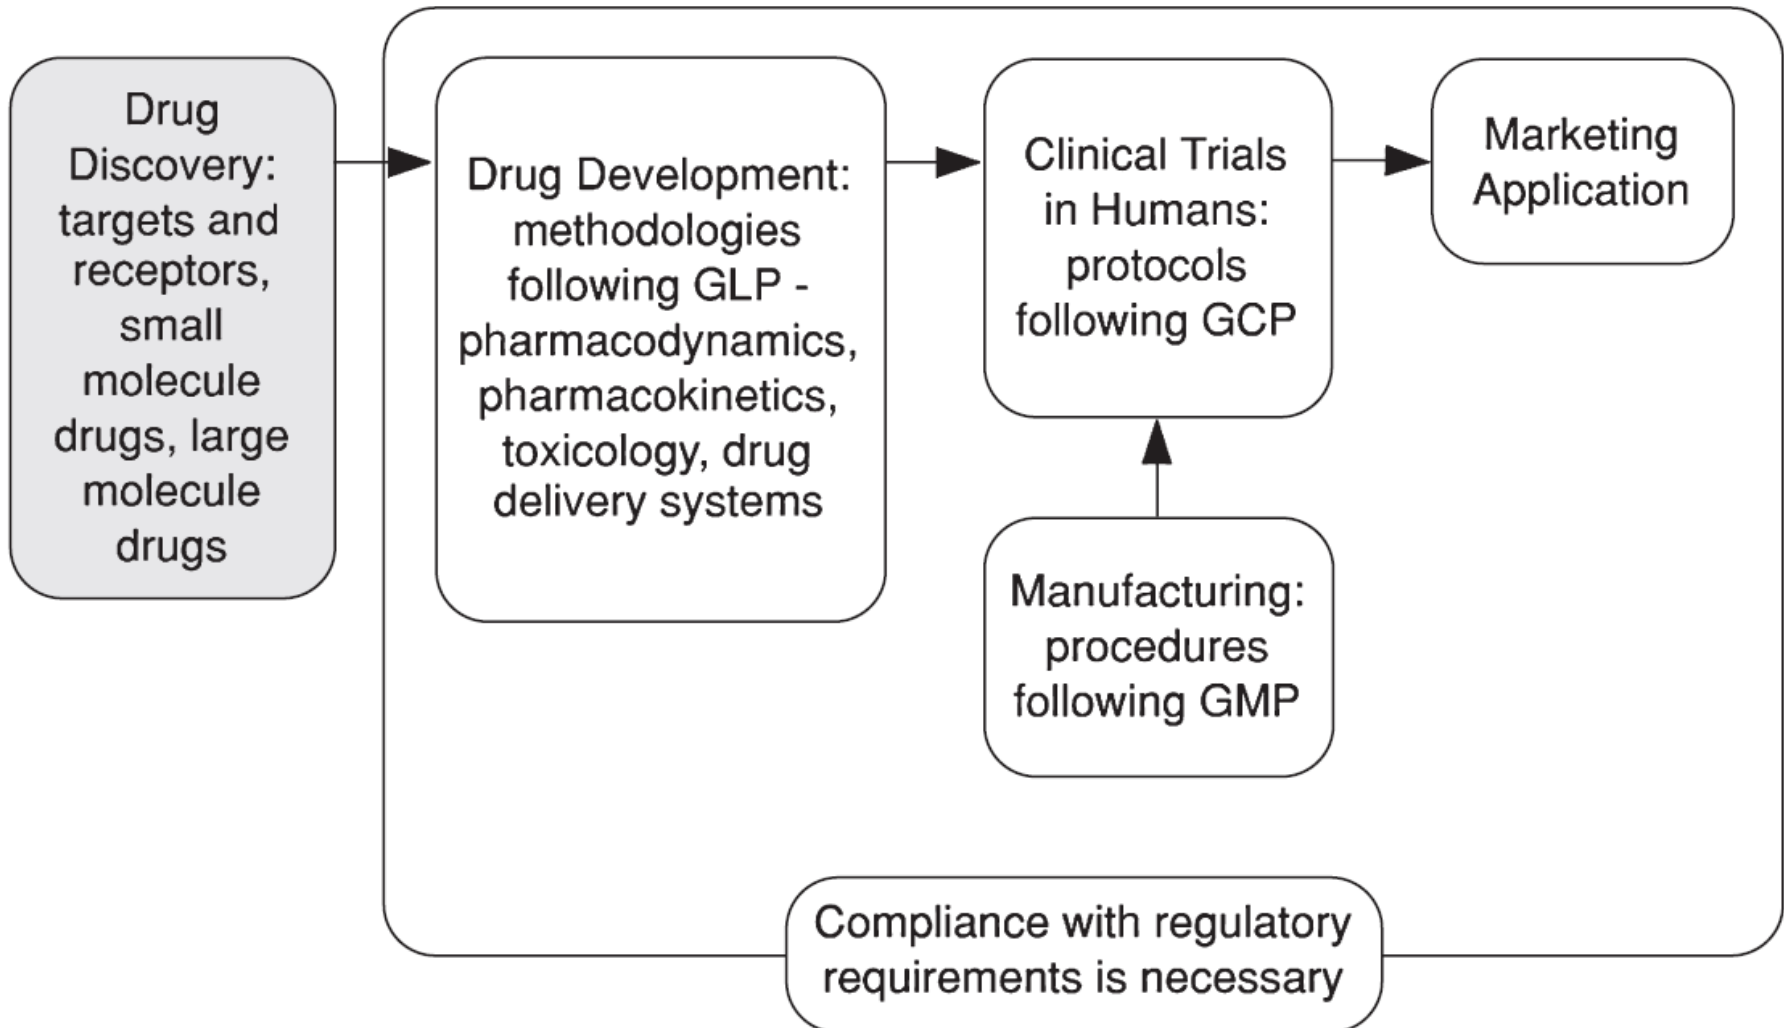 Drug
Discovery:
targets and
receptors,
small
molecule
drugs, large
molecule
drugs
Drug Development:
methodologies
following GLP -
pharmacodynamics,
pharmacokinetics,
toxicology, drug
delivery systems
Clinical Trials
in Humans:
protocols
following GCP
Marketing
Application
Manufacturing:
procedures
following GMP
Compliance with regulatory
requirements is necessary